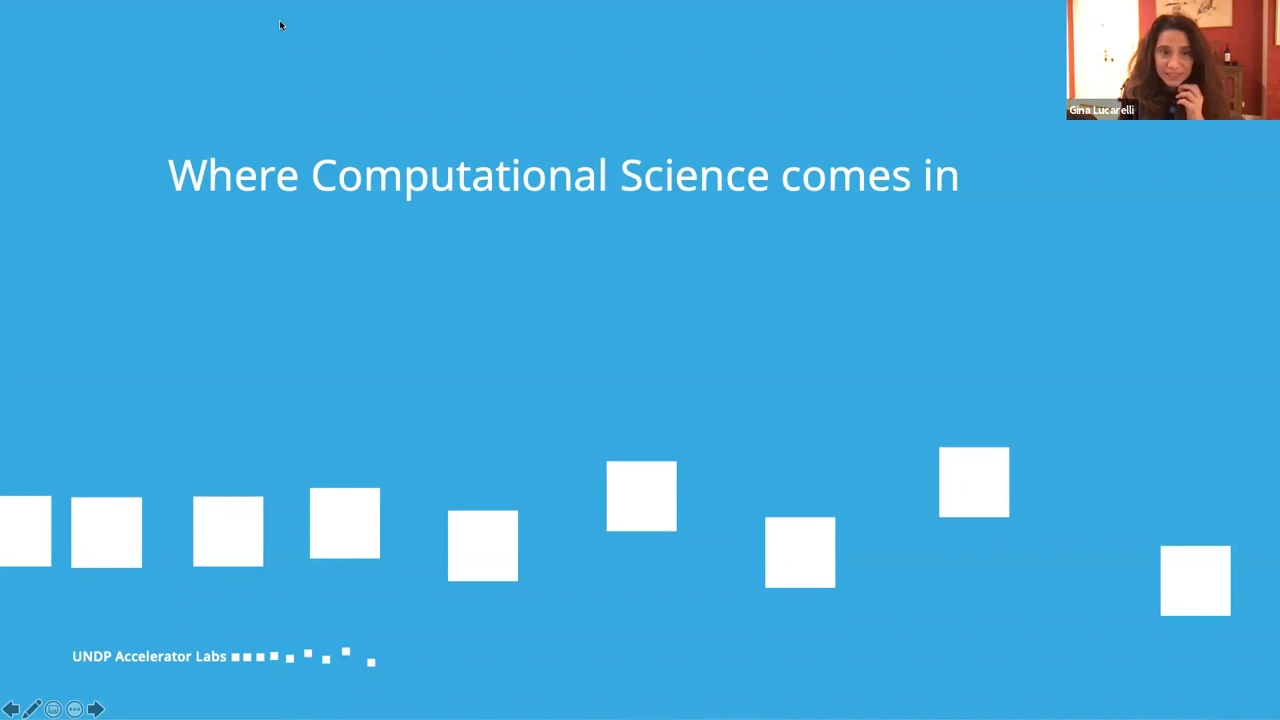 Gina Lucarelli
Where Computational Science comes in
UNDP Accelerator Labs